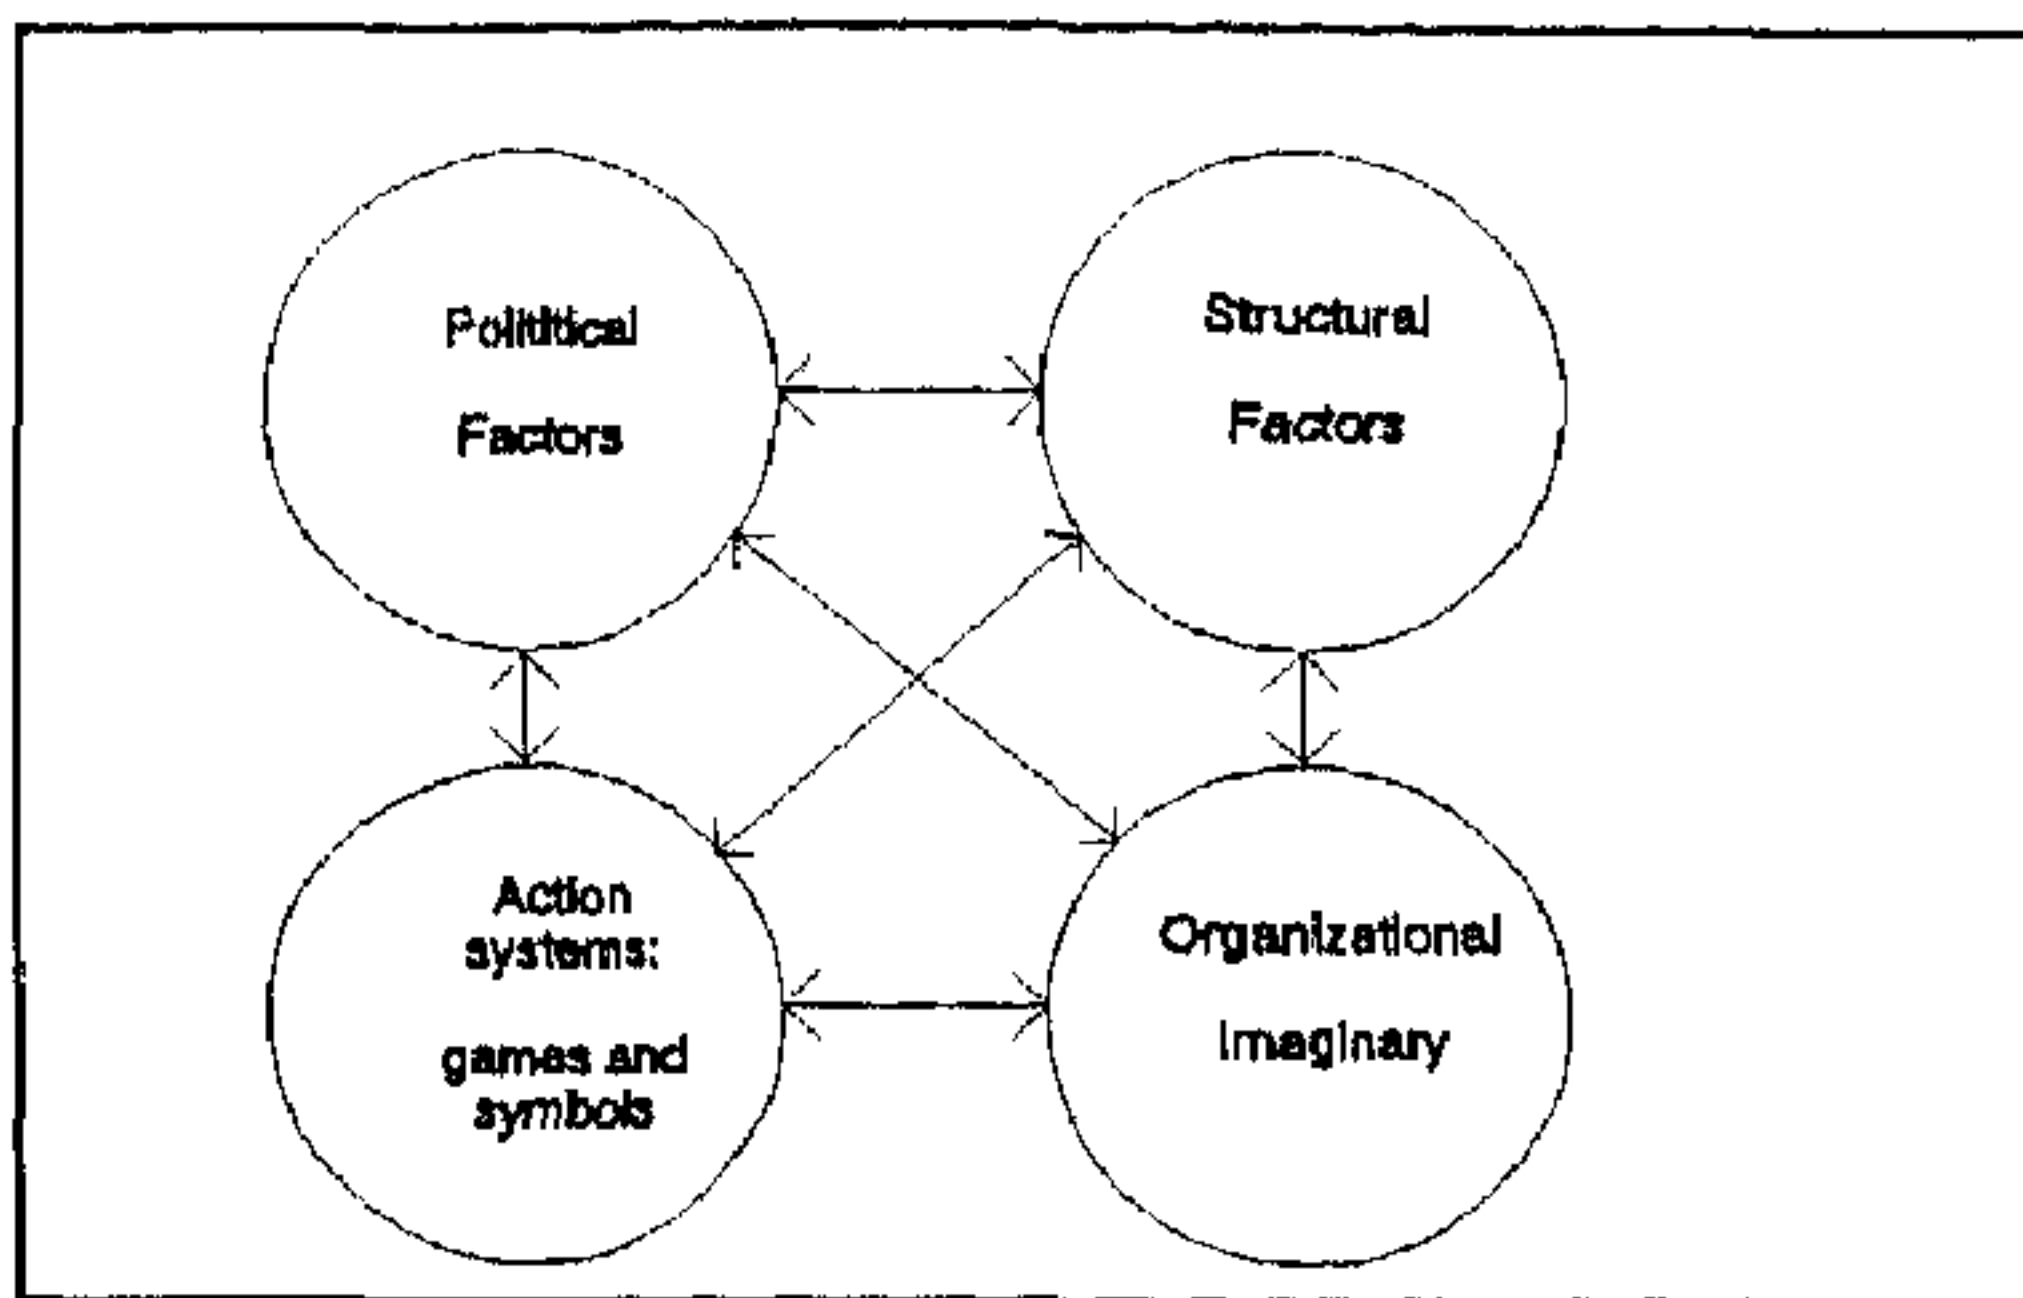 Polititical
Factors
Structural
Factors
Action
systems:
games and
symbols
Organizational
Imaginary